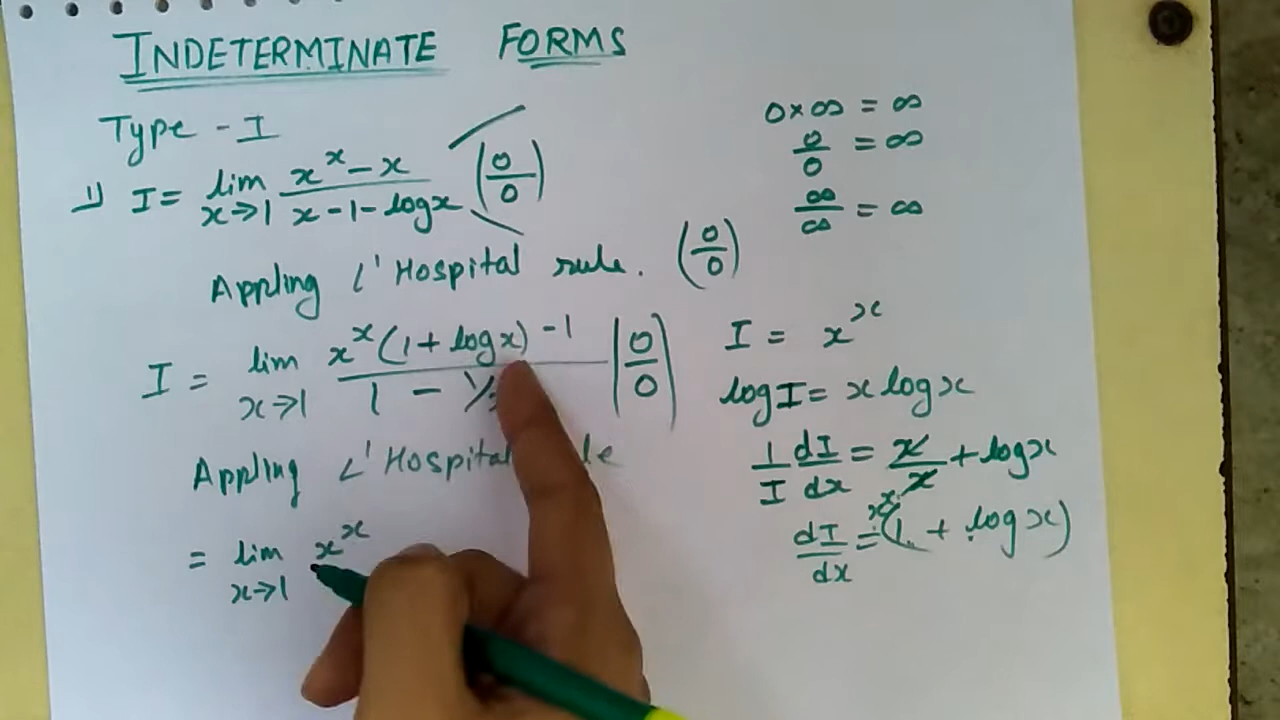 INDETERMINATE FORMS
Type - I
1) I = lim x→1 (x^x - x)/(x - 1 - log x) (0/0)
Appling L'Hospital rule. (0/0)
I = lim x→1 (x^x(1 + log x) - 1)/(1 - 1/x) (0/0)
Appling L'Hospital
= lim x→1 x^x
0 × ∞ = ∞
0/0 = ∞
∞/∞ = ∞
I = x^x
log I = x log x
1/I dI/dx = x/x + log x
dI/dx = x^x(1 + log x)